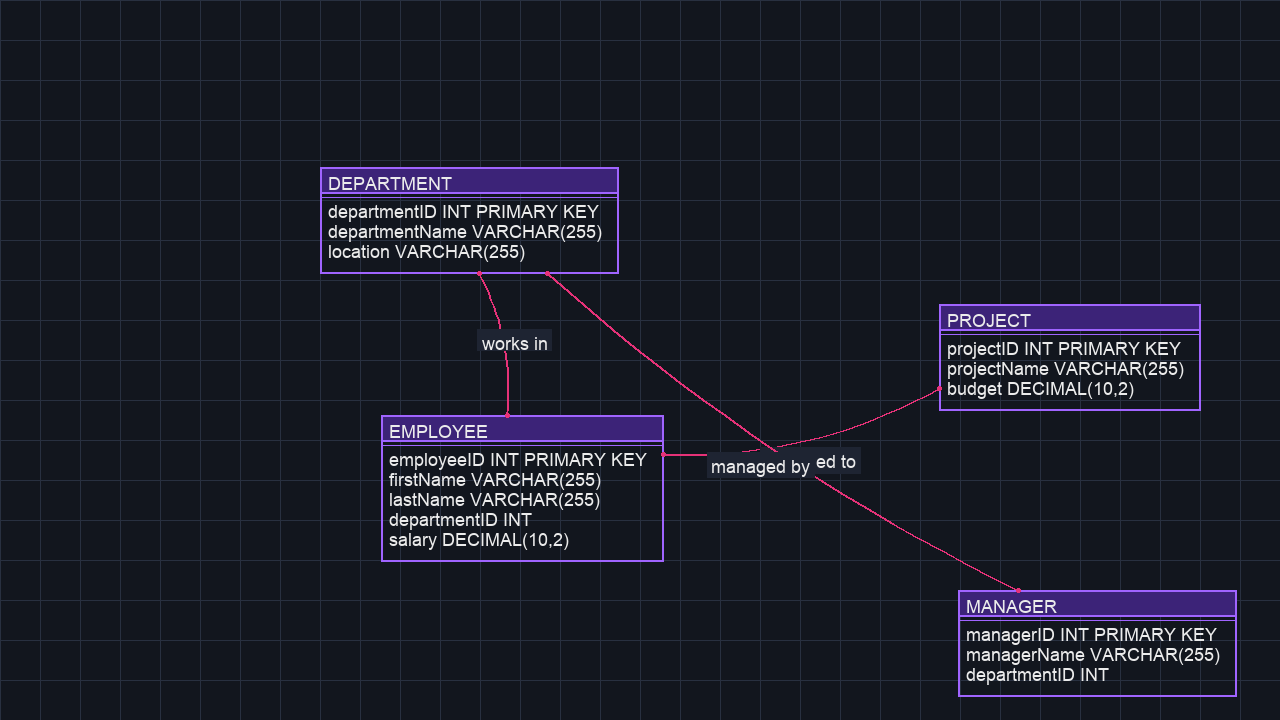 DEPARTMENT
departmentID INT PRIMARY KEY
departmentName VARCHAR(255)
location VARCHAR(255)
works in
PROJECT
projectID INT PRIMARY KEY
projectName VARCHAR(255)
budget DECIMAL(10,2)
EMPLOYEE
employeeID INT PRIMARY KEY
firstName VARCHAR(255)
lastName VARCHAR(255)
departmentID INT
salary DECIMAL(10,2)
managed by
to
MANAGER
managerID INT PRIMARY KEY
managerName VARCHAR(255)
departmentID INT